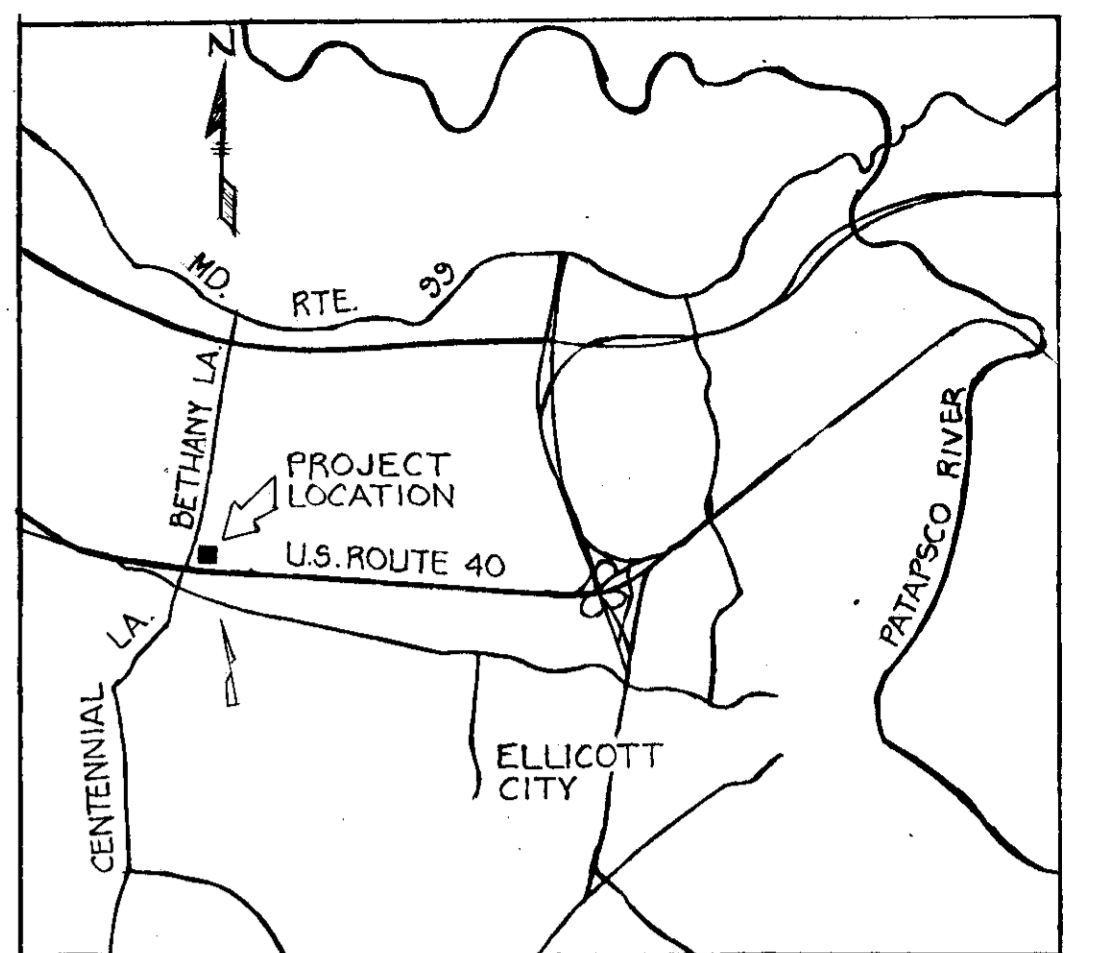 N
MD. RTE. 99
BETHANY LA.
PROJECT
LOCATION
U.S. ROUTE 40
CENTENNIAL LA.
ELLICOTT
CITY
PATAPSCO RIVER